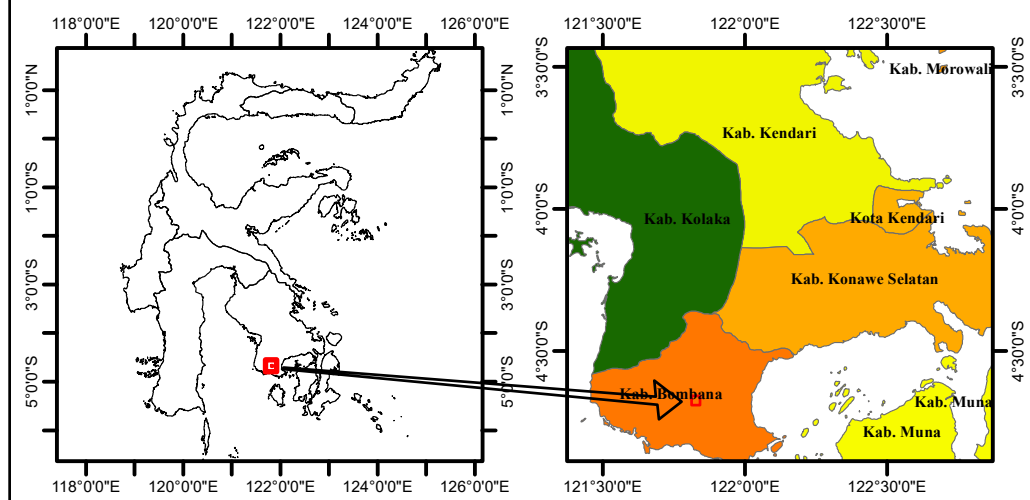 118°0'0"E 120°0'0"E 122°0'0"E 124°0'0"E 126°0'0"E
1°0'0"N
1°0'0"S
3°0'0"S
5°0'0"S
1°0'0"N
1°0'0"S
3°0'0"S
5°0'0"S
118°0'0"E 120°0'0"E 122°0'0"E 124°0'0"E 126°0'0"E
121°30'0"E 122°0'0"E 122°30'0"E
3°30'0"S
4°0'0"S
4°30'0"S
Kab. Morowali
Kab. Kendari
Kab. Kolaka
Kota Kendari
Kab. Konawe Selatan
Kab. Bombana
Kab. Muna
Kab. Muna
3°30'0"S
4°0'0"S
4°30'0"S
121°30'0"E 122°0'0"E 122°30'0"E